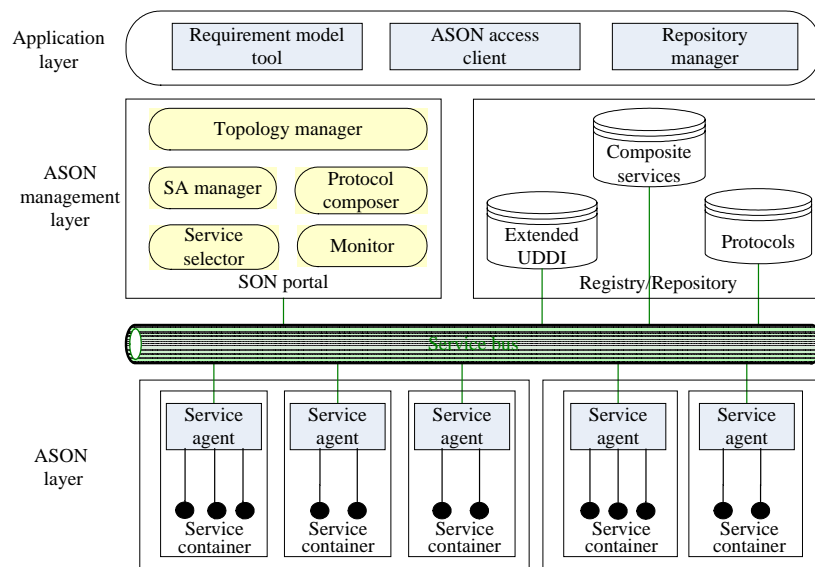 Application
layer
Requirement model
tool
ASON access
client
Repository
manager
ASON
management
layer
Topology manager
SA manager
Protocol
composer
Service
selector
Monitor
SON portal
Composite
services
Extended
UDDI
Protocols
Registry/Repository
Service bus
ASON
layer
Service
agent
Service
container
Service
agent
Service
container
Service
agent
Service
container
Service
agent
Service
container
Service
agent
Service
container